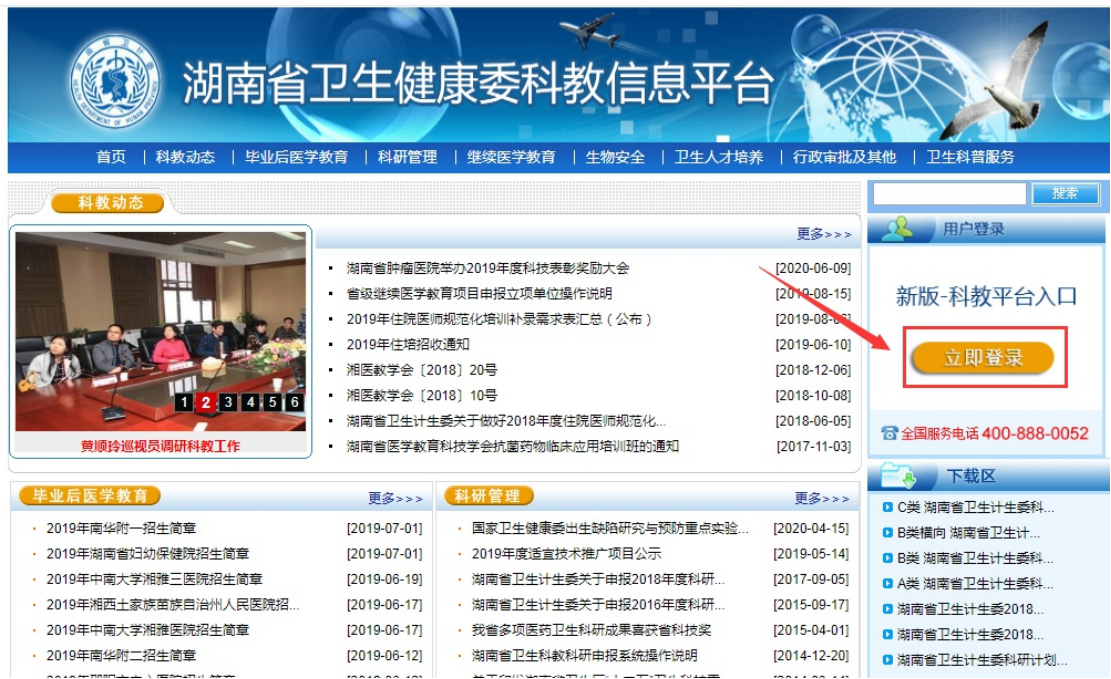 湖南省卫生健康委科教信息平台
首页 | 科教动态 | 毕业后医学教育 | 科研管理 | 继续医学教育 | 生物安全 | 卫生人才培养 | 行政审批及其他 | 卫生科普服务
科教动态
更多>>>
1 2 3 4 5 6
黄顺玲巡视员调研科教工作
湖南省肿瘤医院举办2019年度科技表彰奖励大会 [2020-06-09]
省级继续医学教育项目申报立项单位操作说明 [2019-08-15]
2019年住院医师规范化培训补录需求表汇总（公布） [2019-08-06]
2019年住培招收通知 [2019-06-10]
湘医教学会〔2018〕20号 [2018-12-06]
湘医教学会〔2018〕10号 [2018-10-08]
湖南省卫生计生委关于做好2018年度住院医师规范化... [2018-06-05]
湖南省医学教育科技学会抗菌药物临床应用培训班的通知 [2017-11-03]
搜索
用户登录
新版-科教平台入口
立即登录
全国服务电话 400-888-0052
毕业后医学教育
更多>>>
2019年南华附一招生简章 [2019-07-01]
2019年湖南省妇幼保健院招生简章 [2019-07-01]
2019年中南大学湘雅三医院招生简章 [2019-06-19]
2019年湘西土家族苗族自治州人民医院招... [2019-06-17]
2019年中南大学湘雅医院招生简章 [2019-06-17]
2019年南华附二招生简章 [2019-06-12]
科研管理
更多>>>
国家卫生健康委出生缺陷研究与预防重点实验... [2020-04-15]
2019年度适宜技术推广项目公示 [2019-05-14]
湖南省卫生计生委关于申报2018年度科研... [2017-09-05]
湖南省卫生计生委关于申报2016年度科研... [2015-09-17]
我省多项医药卫生科研成果喜获省科技奖 [2015-04-01]
湖南省卫生科教科研申报系统操作说明 [2014-12-20]
下载区
C类 湖南省卫生计生委科...
B类横向 湖南省卫生计...
B类 湖南省卫生计生委科...
A类 湖南省卫生计生委科...
湖南省卫生计生委2018...
湖南省卫生计生委2018...
湖南省卫生计生委科研计划...